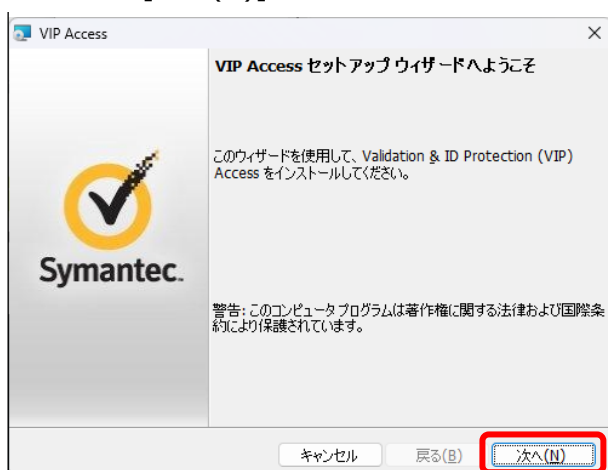 VIP Access
VIP Access セットアップ ウィザードへようこそ
このウィザードを使用して、Validation & ID Protection (VIP)
Access をインストールしてください。
Symantec.
警告: このコンピュータ プログラムは著作権に関する法律および国際条
約により保護されています。
キャンセル
戻る(B)
次へ(N)